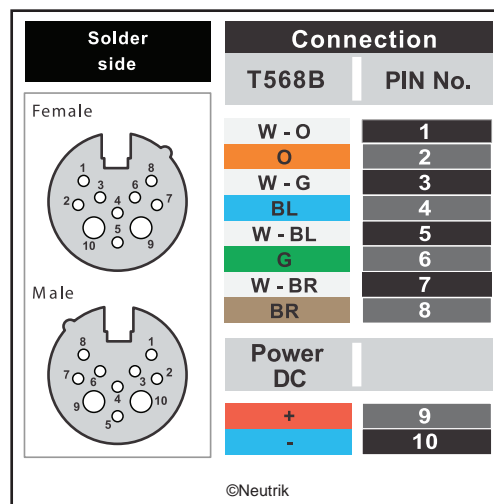 Solder
side
Female
1 8
3 6
2 4 7
5
10 9
Male
8 1
6 3
7 4 2
9 10
5
Connection
T568B PIN No.
W - O 1
O 2
W - G 3
BL 4
W - BL 5
G 6
W - BR 7
BR 8
Power
DC
+ 9
- 10
©Neutrik